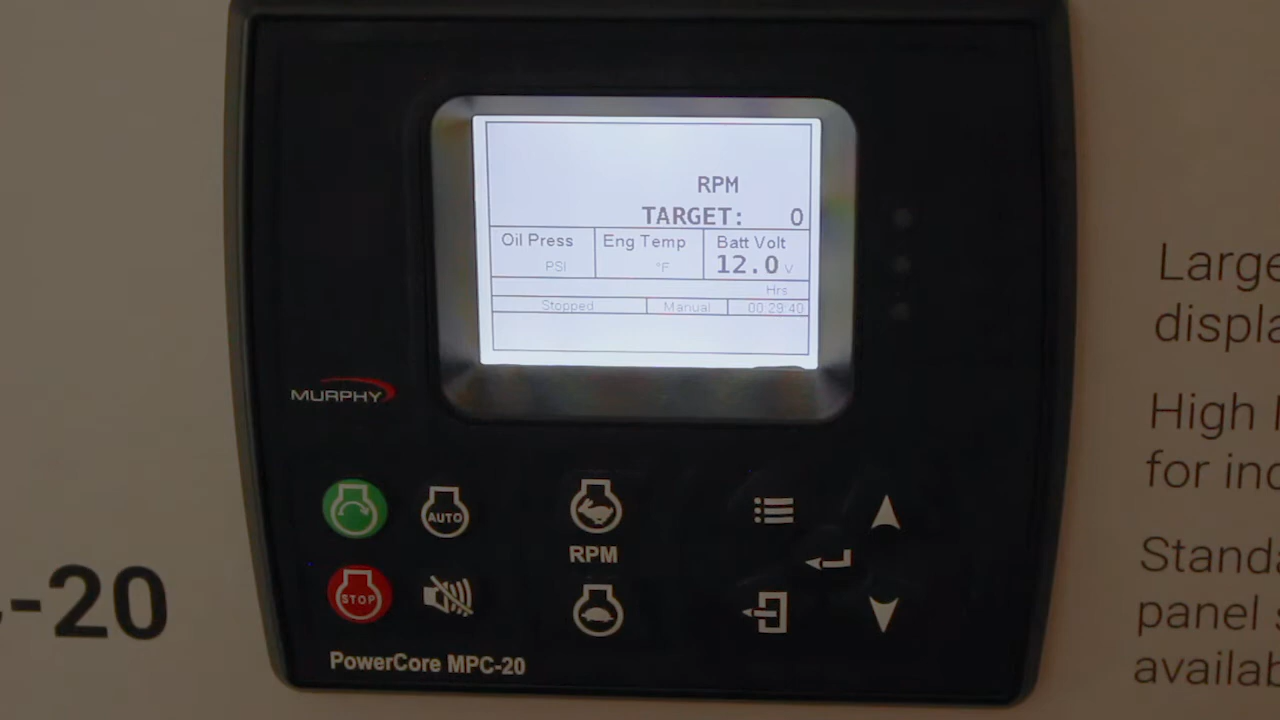 RPM
TARGET: 0
Oil Press Eng Temp Batt Volt
PSI °F 12.0 V
Hrs
Stopped Manual 00:29:40
MURPHY
AUTO
RPM
STOP
PowerCore MPC-20
-20
Large
displa
High
for ind
Standa
panel
availab